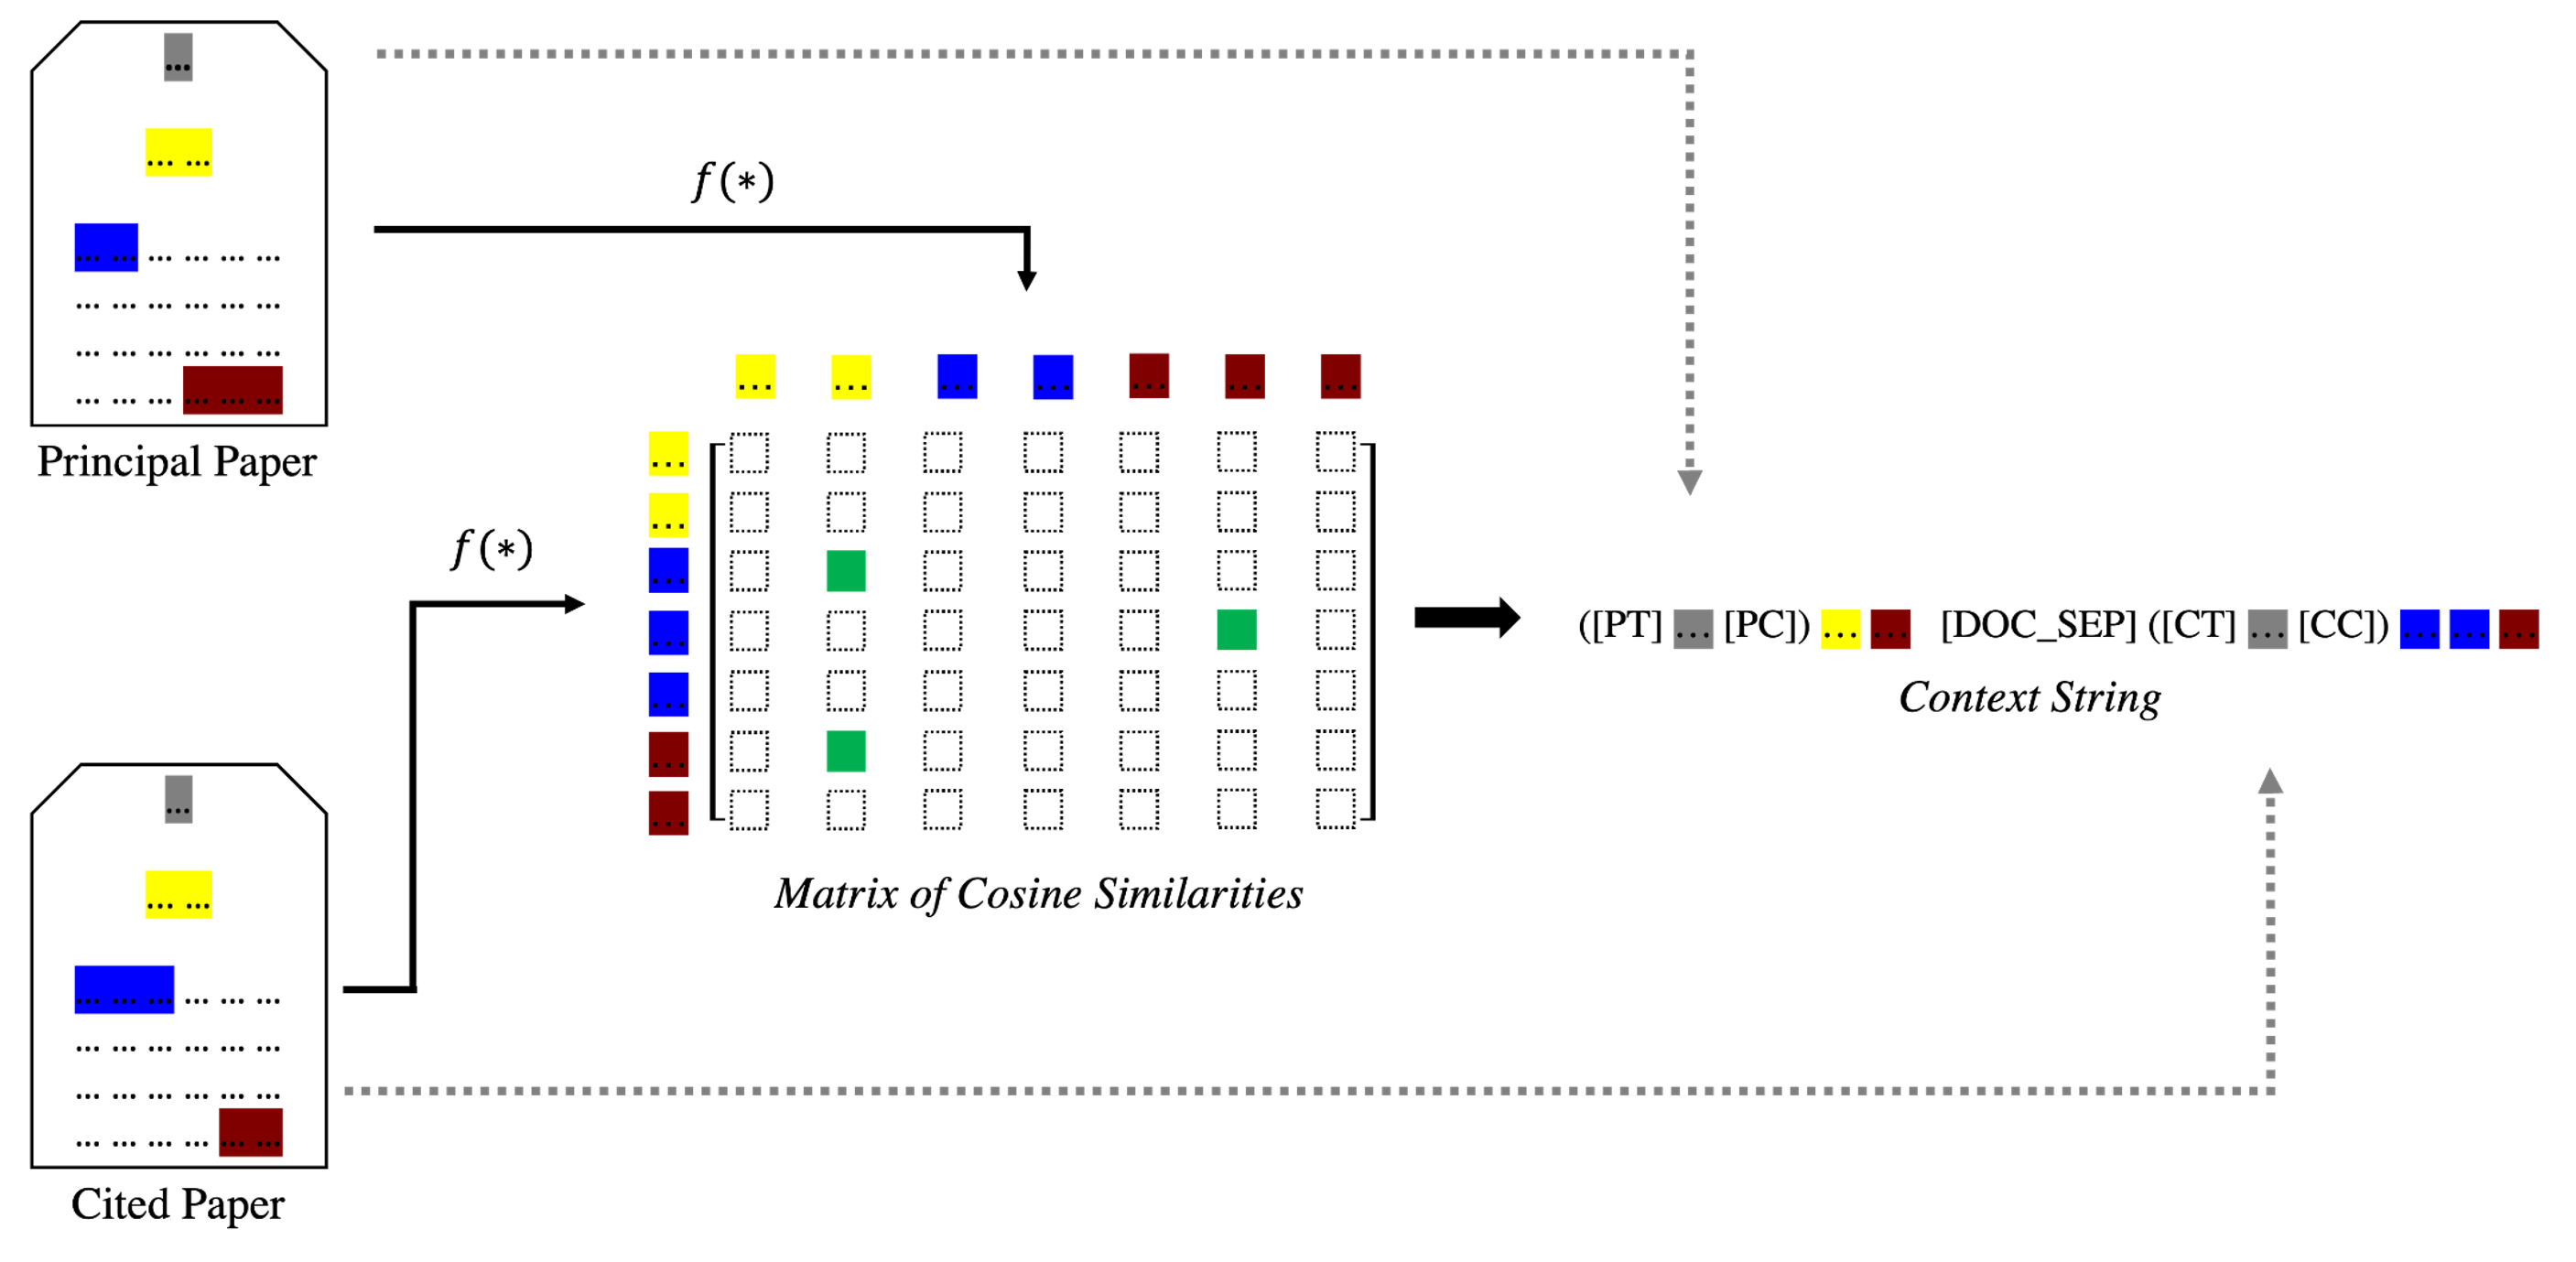 Principal Paper
f(*)
f(*)
([PT] ... [PC]) ... ... [DOC_SEP] ([CT] ... [CC]) ... ... ...
Context String
Matrix of Cosine Similarities
Cited Paper